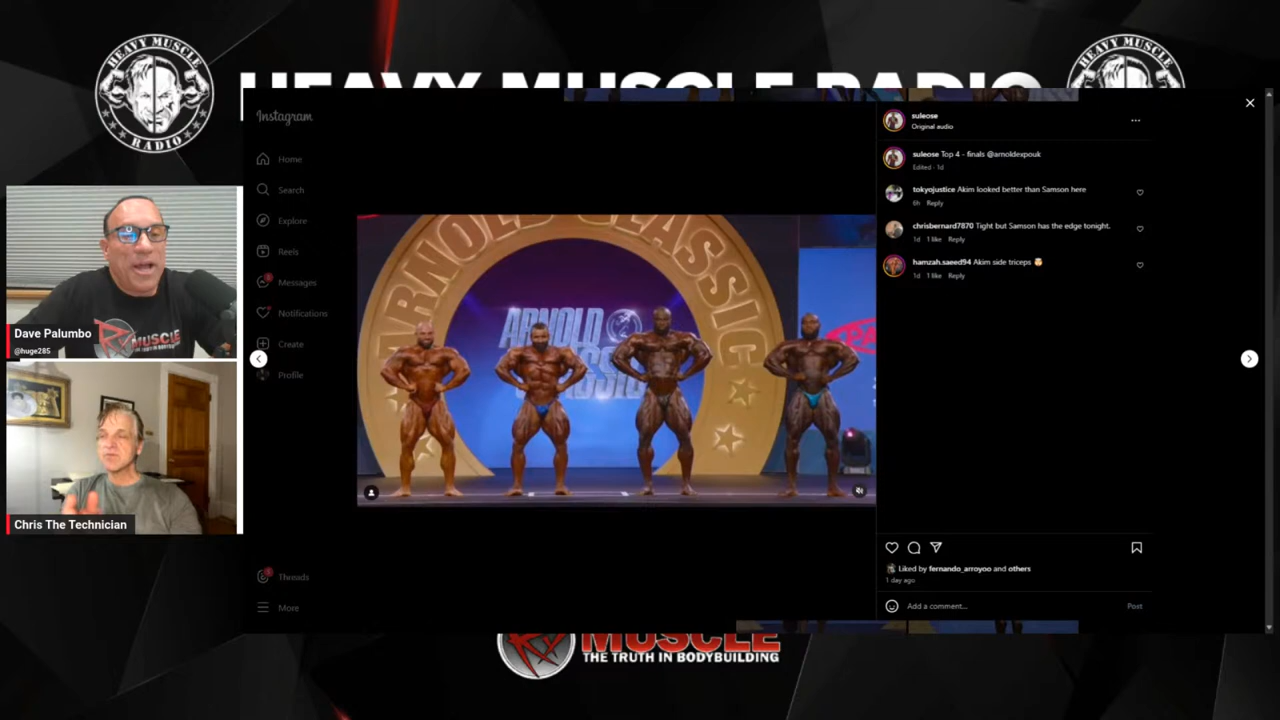 HEAVY MUSCLE
RADIO
HEAVY MUSCLE RADIO
HEAVY MUSCLE
Instagram
Home
Search
Explore
Reels
Messages
Notifications
Create
Profile
Threads
More
Dave Palumbo
@huge285
MUSCLE
Chris The Technician
ARNOLD CLASSIC
ARNOLD
CLASSIC
suleose
Original audio
suleose Top 4 - finals @arnoldexpouk
Edited · 1d
tokyojustice Akim looked better than Samson here
6h Reply
chrisbernard7870 Tight but Samson has the edge tonight.
1d 1 like Reply
hamzah.saeed94 Akim side triceps 🤯
1d 1 like Reply
Liked by fernando_arroyoo and others
1 day ago
Add a comment...
Post
MUSCLE
THE TRUTH IN BODYBUILDING